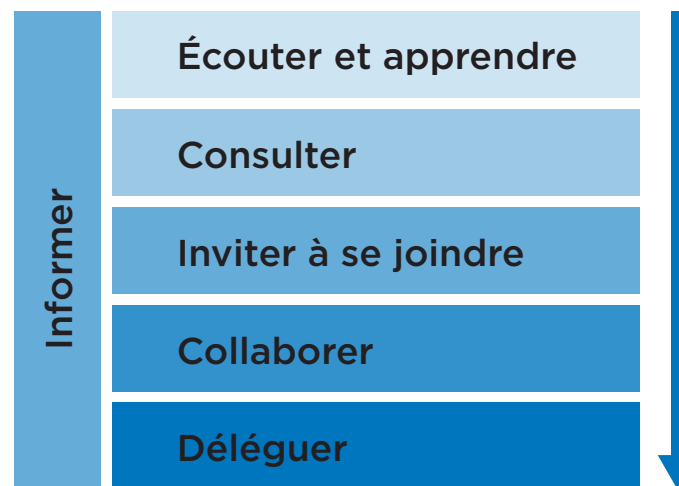 Informer
Écouter et apprendre
Consulter
Inviter à se joindre
Collaborer
Déléguer